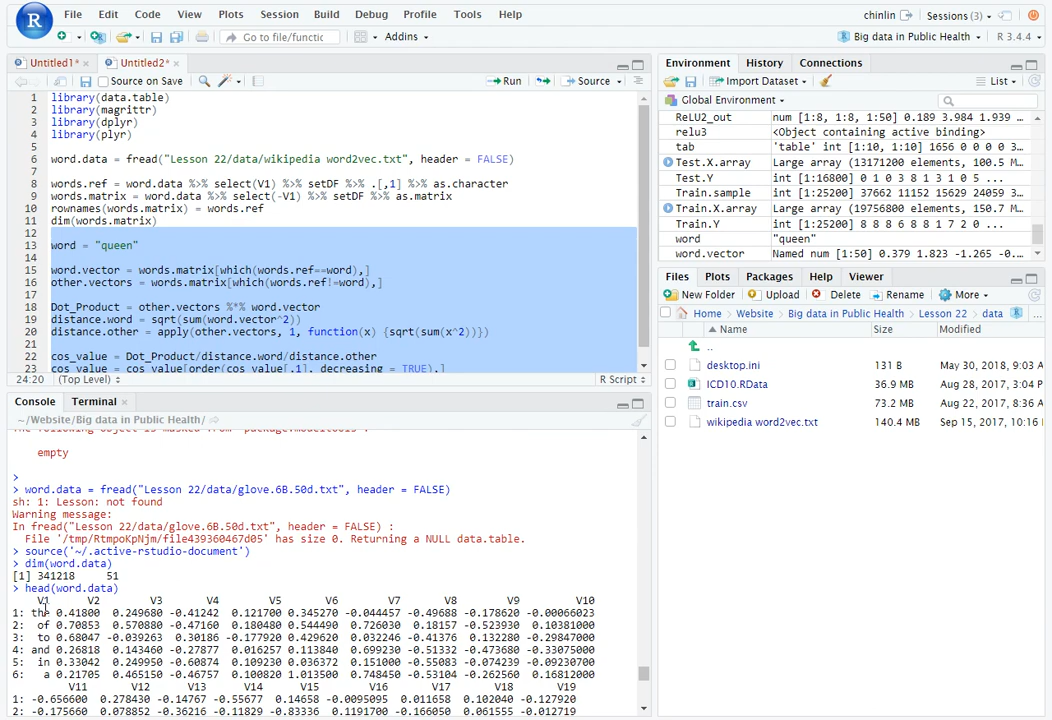 File Edit Code View Plots Session Build Debug Profile Tools Help
chinlin Sessions (3)
Go to file/functic Addins
Big data in Public Health R 3.4.4
Untitled1* × Untitled2* ×
Source on Save Run Source
1 library(data.table)
2 library(magrittr)
3 library(dplyr)
4 library(plyr)
5
6 word.data = fread("Lesson 22/data/wikipedia word2vec.txt", header = FALSE)
7
8 words.ref = word.data %>% select(V1) %>% setDF %>% .[,1] %>% as.character
9 words.matrix = word.data %>% select(-V1) %>% setDF %>% as.matrix
10 rownames(words.matrix) = words.ref
11 dim(words.matrix)
12
13 word = "queen"
14
15 word.vector = words.matrix[which(words.ref==word),]
16 other.vectors = words.matrix[which(words.ref!=word),]
17
18 Dot_Product = other.vectors %*% word.vector
19 distance.word = sqrt(sum(word.vector^2))
20 distance.other = apply(other.vectors, 1, function(x) {sqrt(sum(x^2))})
21
22 cos_value = Dot_Product/distance.word/distance.other
23 cos_value = cos_value[order(cos_value[,1], decreasing = TRUE),]
24:20 (Top Level) R Script
Console Terminal ×
~/Website/Big data in Public Health/
empty
>
> word.data = fread("Lesson 22/data/glove.6B.50d.txt", header = FALSE)
sh: 1: Lesson: not found
Warning message:
In fread("Lesson 22/data/glove.6B.50d.txt", header = FALSE) :
File '/tmp/RtmpoKpNjm/file439360467d05' has size 0. Returning a NULL data.table.
> source('~/.active-rstudio-document')
> dim(word.data)
[1] 341218 51
> head(word.data)
V1 V2 V3 V4 V5 V6 V7 V8 V9 V10
1: the 0.41800 0.249680 -0.41242 0.121700 0.345270 -0.044457 -0.49688 -0.178620 -0.00066023
2: of 0.70853 0.570880 -0.47160 0.180480 0.544490 0.726030 0.18157 -0.523930 0.10381000
3: to 0.68047 -0.039263 0.30186 -0.177920 0.429620 0.032246 -0.41376 0.132280 -0.29847000
4: and 0.26818 0.143460 -0.27877 0.016257 0.113840 0.699230 -0.51332 -0.473680 -0.33075000
5: in 0.33042 0.249950 -0.60874 0.109230 0.036372 0.151000 -0.55083 -0.074239 -0.09230700
6: a 0.21705 0.465150 -0.46757 0.100820 1.013500 0.748450 -0.53104 -0.262560 0.16812000
V11 V12 V13 V14 V15 V16 V17 V18 V19
1: -0.656600 0.278430 -0.14767 -0.55677 0.14658 -0.0095095 0.011658 0.102040 -0.127920
2: -0.175660 0.078852 -0.36216 -0.11829 -0.83336 0.1191700 -0.166050 0.061555 -0.012719
Environment History Connections
Import Dataset List
Global Environment
ReLU2_out num [1:8, 1:8, 1:50] 0.189 3.984 1.939 ...
relu3 <Object containing active binding>
tab 'table' int [1:10, 1:10] 1656 0 0 0 0 3...
Test.X.array Large array (13171200 elements, 100.5 M...
Test.Y int [1:16800] 0 1 0 3 8 1 3 1 0 5 ...
Train.sample int [1:25200] 37662 11152 15629 24059 3...
Train.X.array Large array (19756800 elements, 150.7 M...
Train.Y int [1:25200] 8 8 8 6 8 8 1 7 2 0 ...
word "queen"
word.vector Named num [1:50] 0.379 1.823 -1.265 -0...
Files Plots Packages Help Viewer
New Folder Upload Delete Rename More
Home Website Big data in Public Health Lesson 22 data ...
Name Size Modified
..
desktop.ini 131 B May 30, 2018, 9:03 A
ICD10.RData 36.9 MB Aug 28, 2017, 3:04 P
train.csv 73.2 MB Aug 22, 2017, 3:34 P
wikipedia word2vec.txt 140.4 MB Sep 15, 2017, 10:16